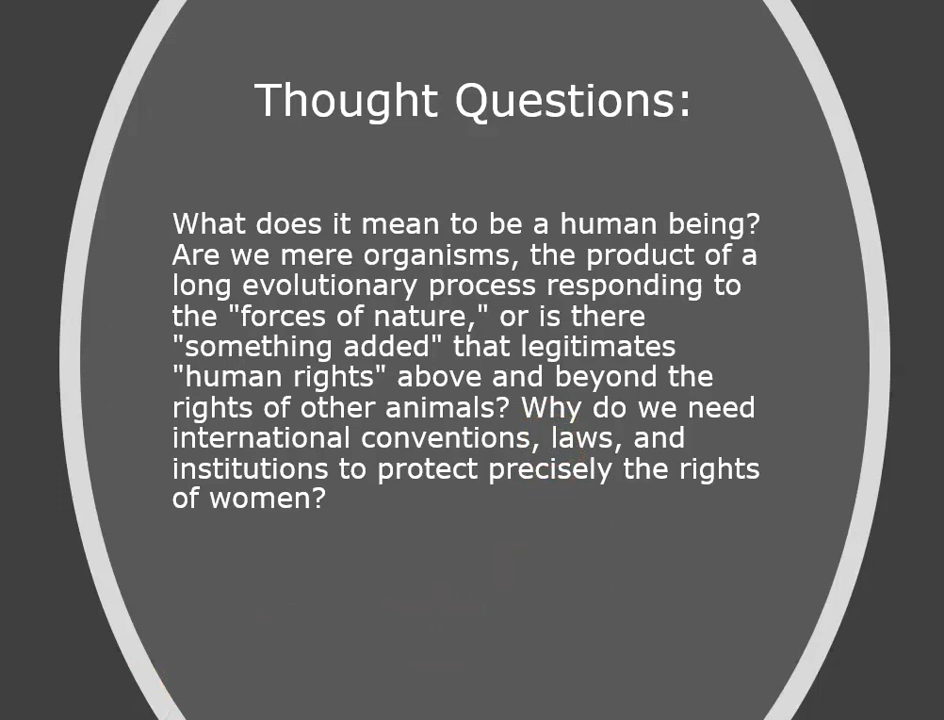 Thought Questions:
What does it mean to be a human being?
Are we mere organisms, the product of a
long evolutionary process responding to
the "forces of nature," or is there
"something added" that legitimates
"human rights" above and beyond the
rights of other animals? Why do we need
international conventions, laws, and
institutions to protect precisely the rights
of women?